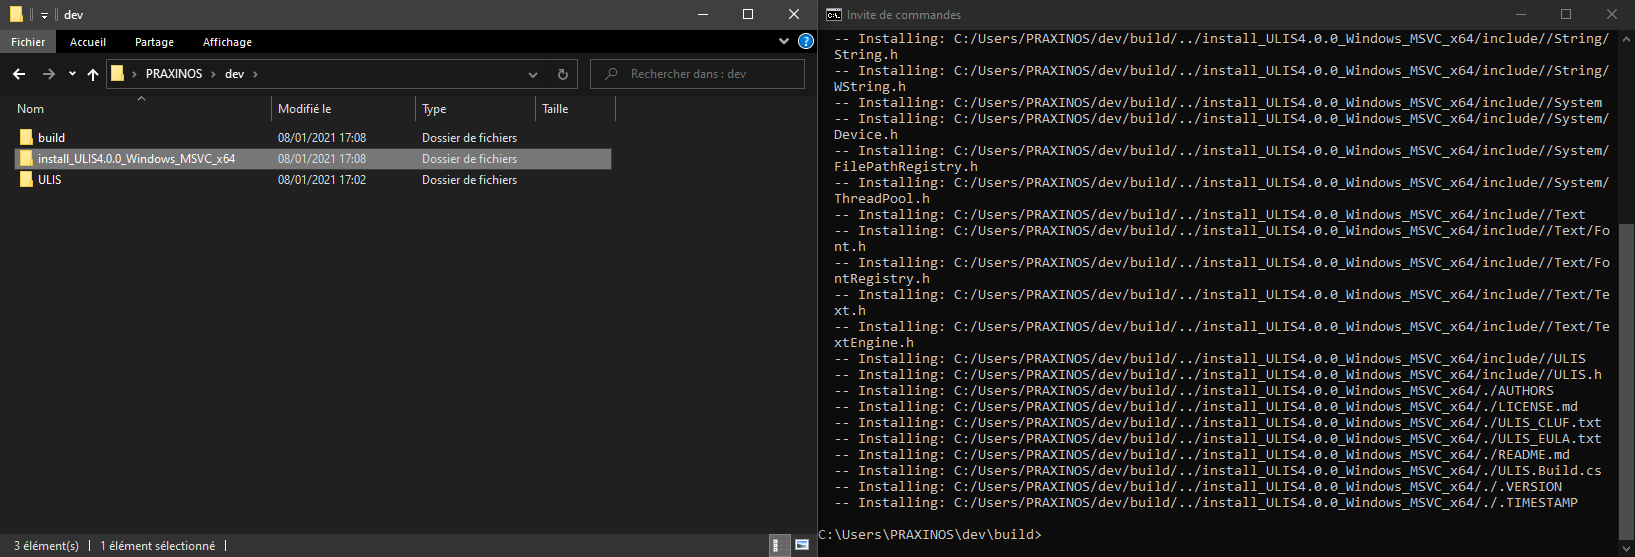 dev
Fichier Accueil Partage Affichage
PRAXINOS dev
Rechercher dans : dev
Nom Modifié le Type Taille
build 08/01/2021 17:08 Dossier de fichiers
install_ULIS4.0.0_Windows_MSVC_x64 08/01/2021 17:08 Dossier de fichiers
ULIS 08/01/2021 17:02 Dossier de fichiers
3 élément(s) 1 élément sélectionné
Invite de commandes
-- Installing: C:/Users/PRAXINOS/dev/build/../install_ULIS4.0.0_Windows_MSVC_x64/include//String/
String.h
-- Installing: C:/Users/PRAXINOS/dev/build/../install_ULIS4.0.0_Windows_MSVC_x64/include//String/
WString.h
-- Installing: C:/Users/PRAXINOS/dev/build/../install_ULIS4.0.0_Windows_MSVC_x64/include//System
-- Installing: C:/Users/PRAXINOS/dev/build/../install_ULIS4.0.0_Windows_MSVC_x64/include//System/
Device.h
-- Installing: C:/Users/PRAXINOS/dev/build/../install_ULIS4.0.0_Windows_MSVC_x64/include//System/
FilePathRegistry.h
-- Installing: C:/Users/PRAXINOS/dev/build/../install_ULIS4.0.0_Windows_MSVC_x64/include//System/
ThreadPool.h
-- Installing: C:/Users/PRAXINOS/dev/build/../install_ULIS4.0.0_Windows_MSVC_x64/include//Text
-- Installing: C:/Users/PRAXINOS/dev/build/../install_ULIS4.0.0_Windows_MSVC_x64/include//Text/Fo
nt.h
-- Installing: C:/Users/PRAXINOS/dev/build/../install_ULIS4.0.0_Windows_MSVC_x64/include//Text/Fo
ntRegistry.h
-- Installing: C:/Users/PRAXINOS/dev/build/../install_ULIS4.0.0_Windows_MSVC_x64/include//Text/Te
xt.h
-- Installing: C:/Users/PRAXINOS/dev/build/../install_ULIS4.0.0_Windows_MSVC_x64/include//Text/Te
xtEngine.h
-- Installing: C:/Users/PRAXINOS/dev/build/../install_ULIS4.0.0_Windows_MSVC_x64/include//ULIS
-- Installing: C:/Users/PRAXINOS/dev/build/../install_ULIS4.0.0_Windows_MSVC_x64/include//ULIS.h
-- Installing: C:/Users/PRAXINOS/dev/build/../install_ULIS4.0.0_Windows_MSVC_x64/./AUTHORS
-- Installing: C:/Users/PRAXINOS/dev/build/../install_ULIS4.0.0_Windows_MSVC_x64/./LICENSE.md
-- Installing: C:/Users/PRAXINOS/dev/build/../install_ULIS4.0.0_Windows_MSVC_x64/./ULIS_CLUF.txt
-- Installing: C:/Users/PRAXINOS/dev/build/../install_ULIS4.0.0_Windows_MSVC_x64/./ULIS_EULA.txt
-- Installing: C:/Users/PRAXINOS/dev/build/../install_ULIS4.0.0_Windows_MSVC_x64/./README.md
-- Installing: C:/Users/PRAXINOS/dev/build/../install_ULIS4.0.0_Windows_MSVC_x64/./ULIS.Build.cs
-- Installing: C:/Users/PRAXINOS/dev/build/../install_ULIS4.0.0_Windows_MSVC_x64/./.VERSION
-- Installing: C:/Users/PRAXINOS/dev/build/../install_ULIS4.0.0_Windows_MSVC_x64/./.TIMESTAMP
C:\Users\PRAXINOS\dev\build>